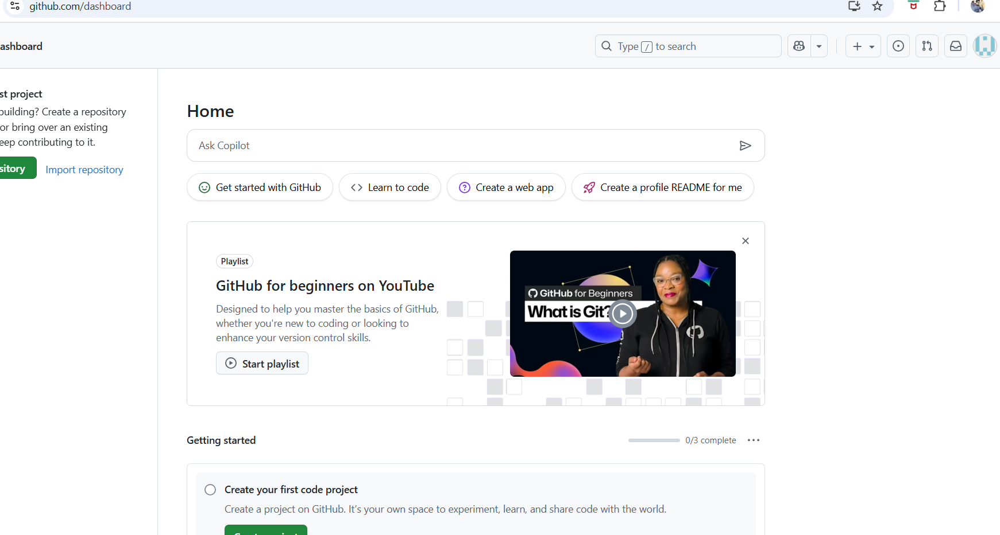 github.com/dashboard
ashboard
Type / to search
st project
building? Create a repository
or bring over an existing
eep contributing to it.
sitory
Import repository
Home
Ask Copilot
Get started with GitHub
Learn to code
Create a web app
Create a profile README for me
Playlist
GitHub for beginners on YouTube
Designed to help you master the basics of GitHub,
whether you're new to coding or looking to
enhance your version control skills.
Start playlist
GitHub for Beginners
What is Git?
Getting started
0/3 complete
Create your first code project
Create a project on GitHub. It’s your own space to experiment, learn, and share code with the world.